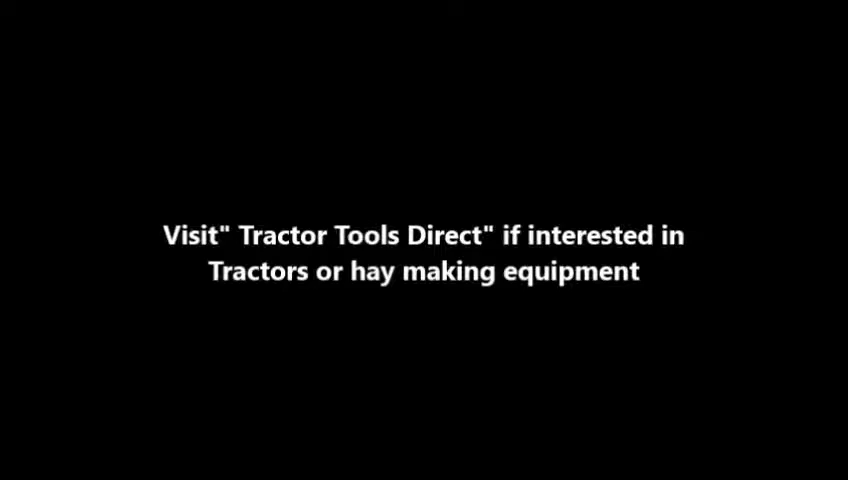 Visit" Tractor Tools Direct" if interested in
Tractors or hay making equipment